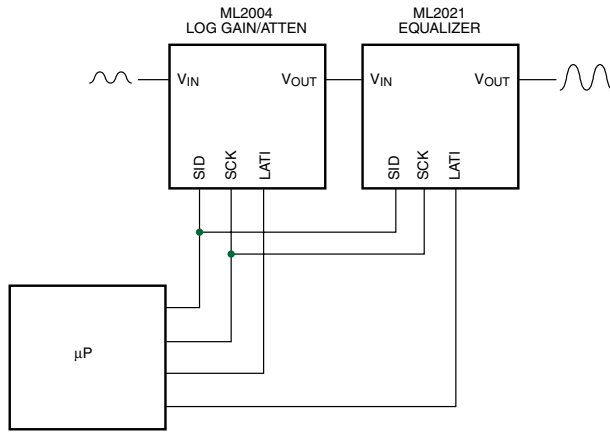 ML2004
LOG GAIN/ATTEN
ML2021
EQUALIZER
VIN
VOUT
VIN
VOUT
SID
SCK
LATI
SID
SCK
LATI
μP